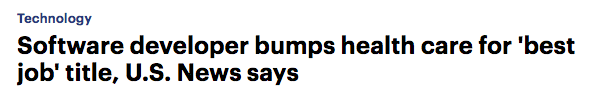 Technology
Software developer bumps health care for 'best
job' title, U.S. News says